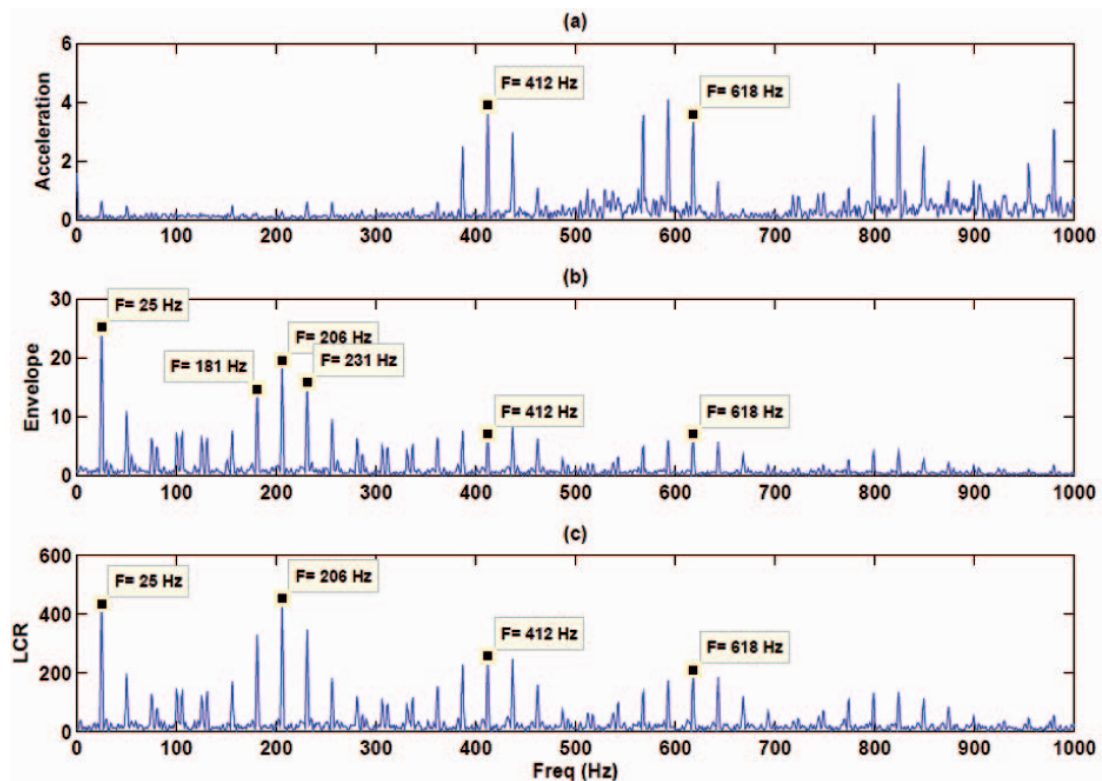 (a)
6
4
2
0
Acceleration
F= 412 Hz
F= 618 Hz
0 100 200 300 400 500 600 700 800 900 1000
(b)
30
20
10
0
Envelope
F= 25 Hz
F= 206 Hz
F= 181 Hz
F= 231 Hz
F= 412 Hz
F= 618 Hz
0 100 200 300 400 500 600 700 800 900 1000
(c)
600
400
200
0
LCR
F= 25 Hz
F= 206 Hz
F= 412 Hz
F= 618 Hz
0 100 200 300 400 500 600 700 800 900 1000
Freq (Hz)